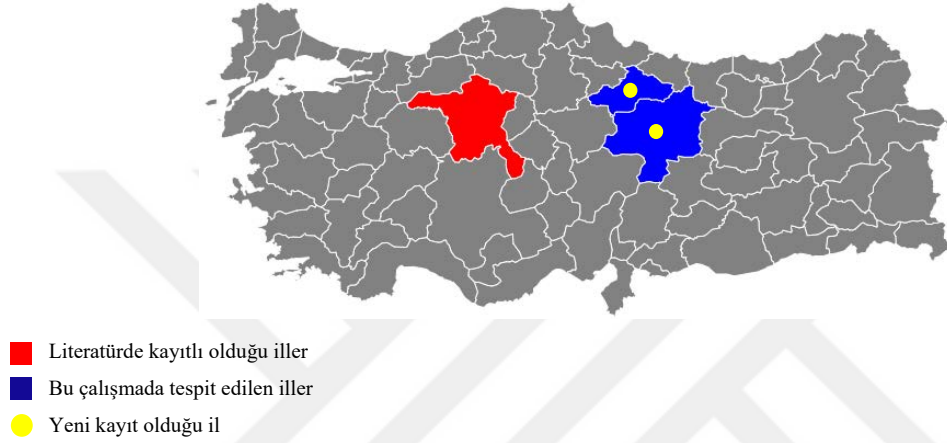 Literatürde kayıtlı olduğu iller
Bu çalışmada tespit edilen iller
Yeni kayıt olduğu il